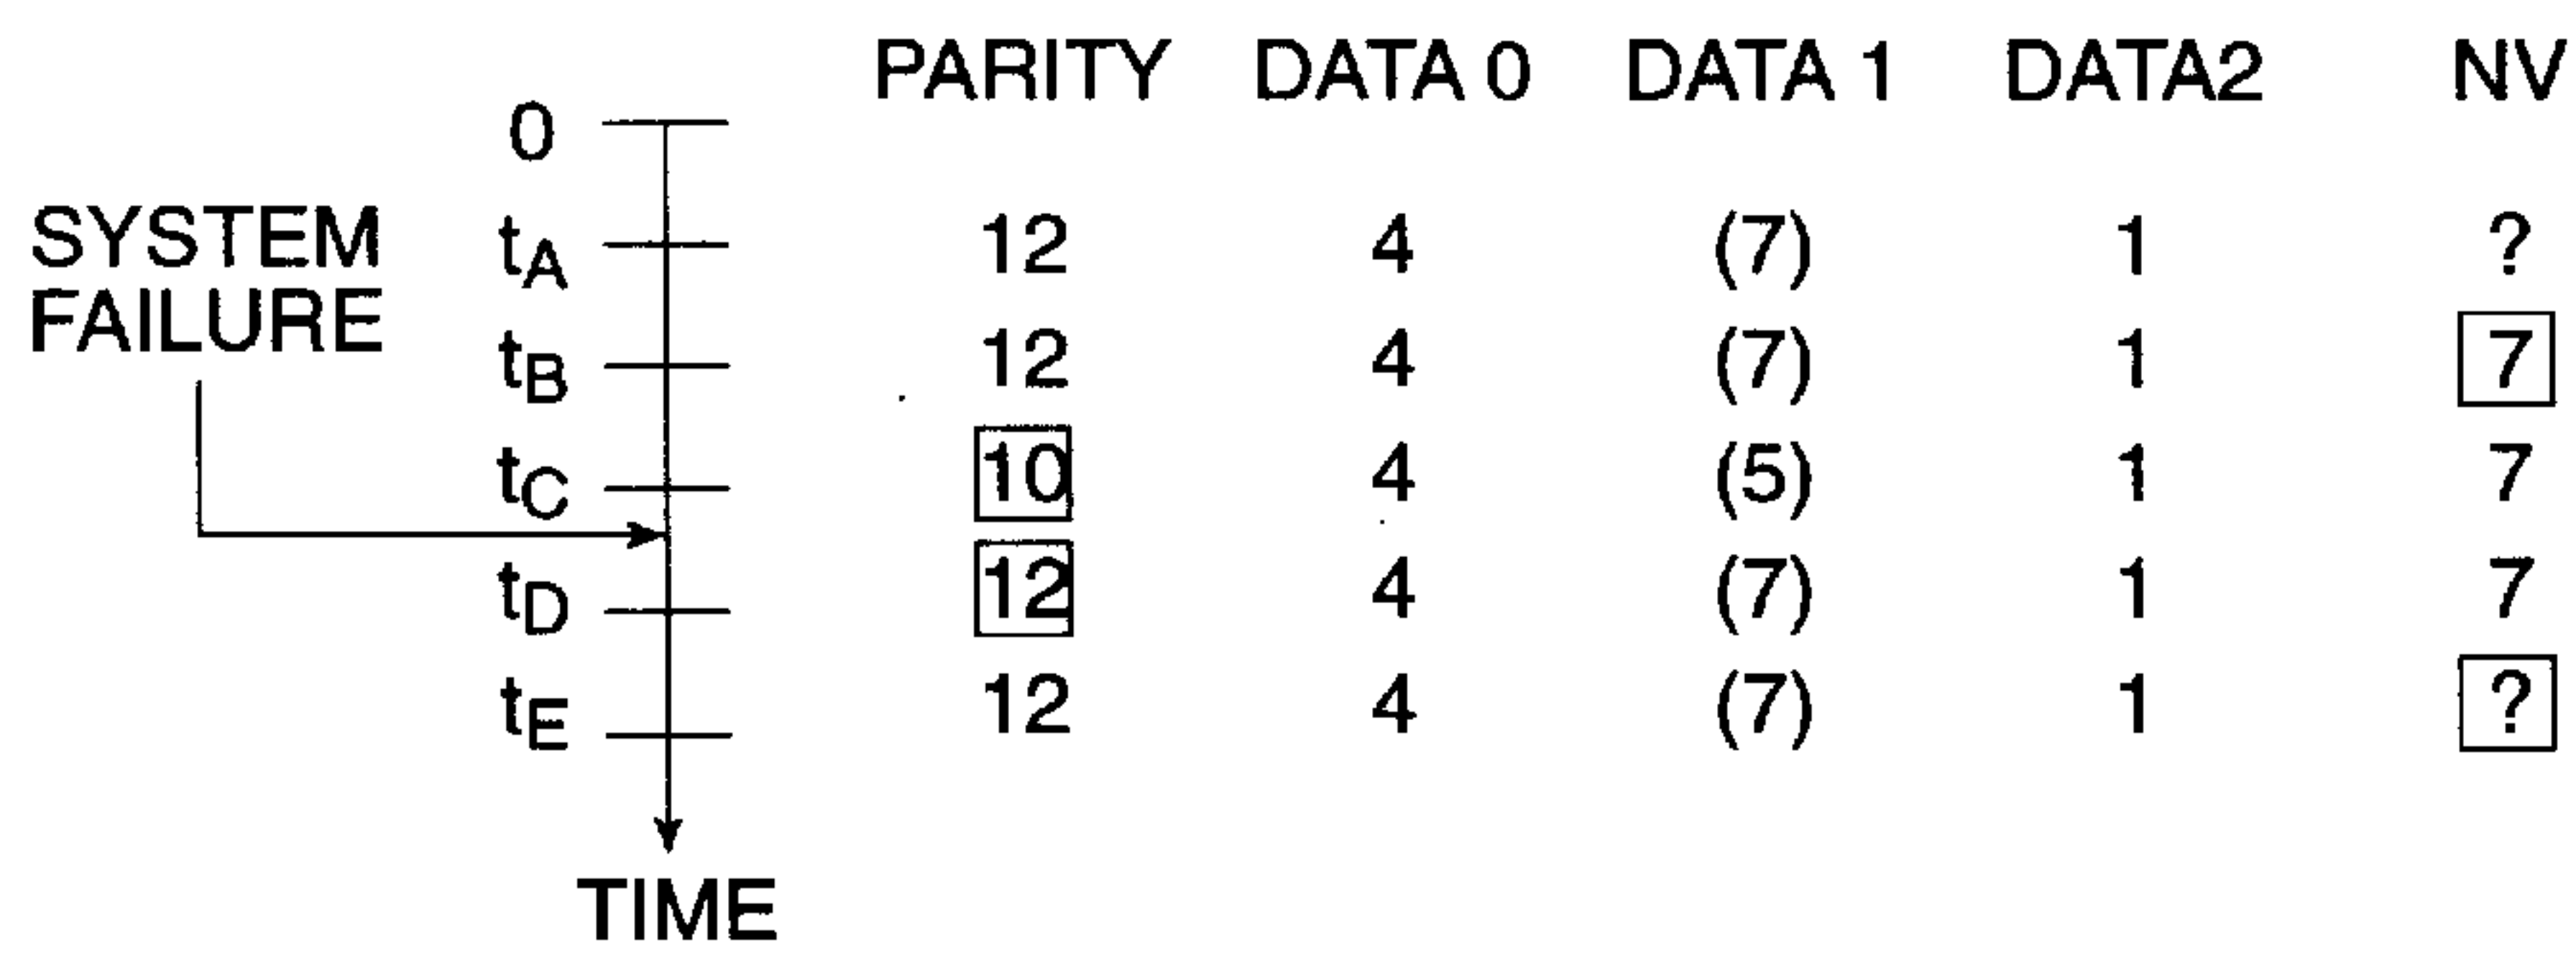 PARITY DATA 0 DATA 1 DATA2 NV
0
SYSTEM
FAILURE
tA 12 4 (7) 1 ?
tB 12 4 (7) 1 7
tC 10 4 (5) 1 7
tD 12 4 (7) 1 7
tE 12 4 (7) 1 ?
TIME